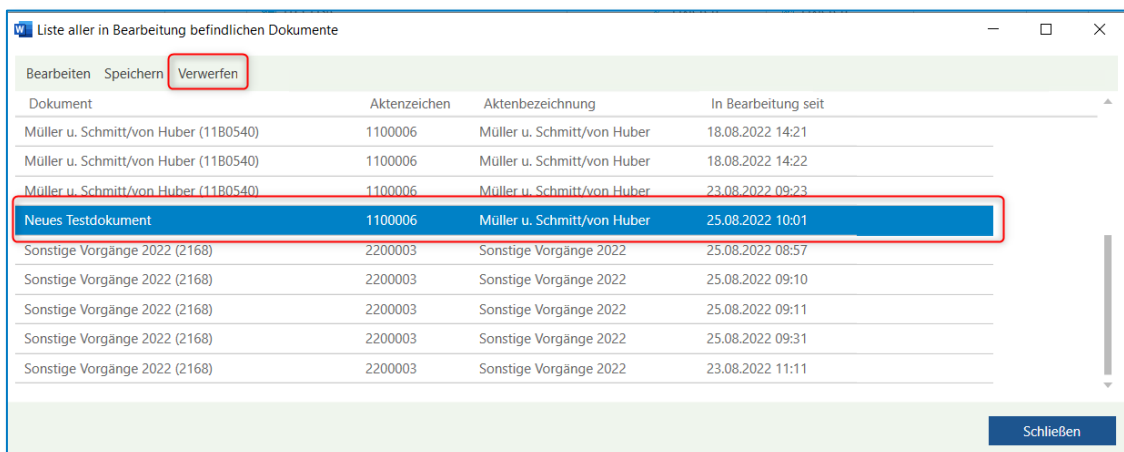 Liste aller in Bearbeitung befindlichen Dokumente
Bearbeiten Speichern Verwerfen
Dokument Aktenzeichen Aktenbezeichnung In Bearbeitung seit
Müller u. Schmitt/von Huber (11B0540) 1100006 Müller u. Schmitt/von Huber 18.08.2022 14:21
Müller u. Schmitt/von Huber (11B0540) 1100006 Müller u. Schmitt/von Huber 18.08.2022 14:22
Müller u. Schmitt/von Huber (11B0540) 1100006 Müller u. Schmitt/von Huber 23.08.2022 09:23
Neues Testdokument 1100006 Müller u. Schmitt/von Huber 25.08.2022 10:01
Sonstige Vorgänge 2022 (2168) 2200003 Sonstige Vorgänge 2022 25.08.2022 08:57
Sonstige Vorgänge 2022 (2168) 2200003 Sonstige Vorgänge 2022 25.08.2022 09:10
Sonstige Vorgänge 2022 (2168) 2200003 Sonstige Vorgänge 2022 25.08.2022 09:11
Sonstige Vorgänge 2022 (2168) 2200003 Sonstige Vorgänge 2022 25.08.2022 09:31
Sonstige Vorgänge 2022 (2168) 2200003 Sonstige Vorgänge 2022 23.08.2022 11:11
Schließen